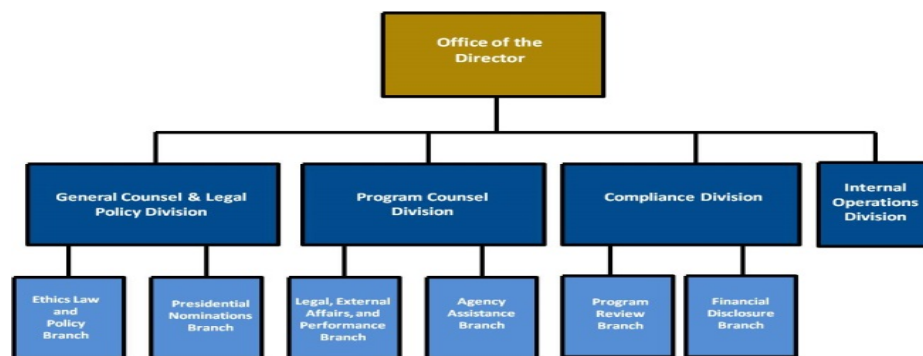 Office of the
Director
General Counsel & Legal
Policy Division
Program Counsel
Division
Compliance Division
Internal
Operations
Division
Ethics Law
and
Policy
Branch
Presidential
Nominations
Branch
Legal, External
Affairs, and
Performance
Branch
Agency
Assistance
Branch
Program
Review
Branch
Financial
Disclosure
Branch